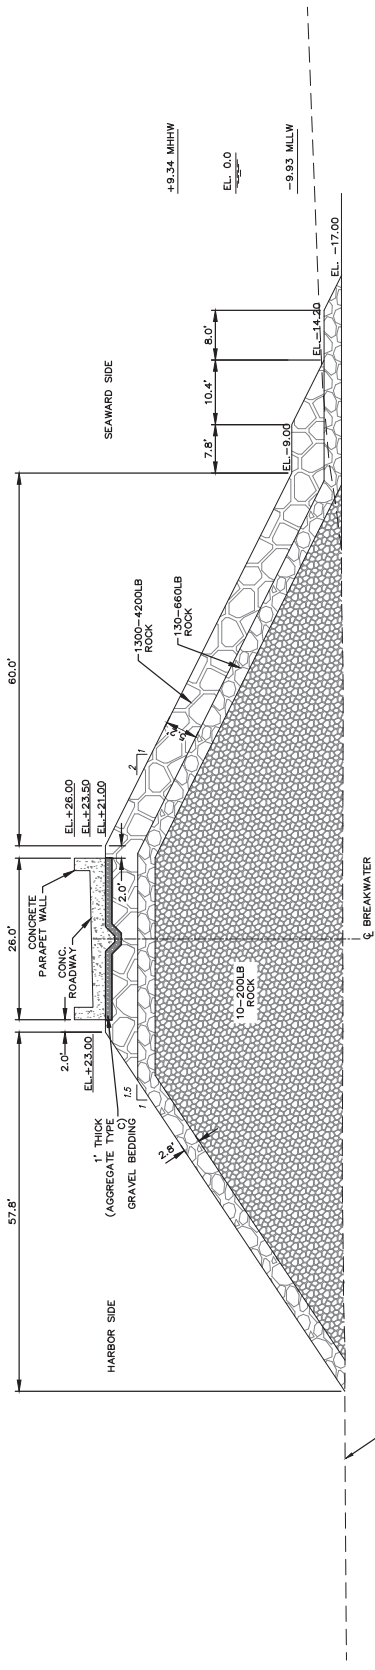 57.8'
26.0'
60.0'
HARBOR SIDE
SEAWARD SIDE
2.0'
EL.+23.00
CONCRETE
PARAPET WALL
CONC.
ROADWAY
EL.+26.00
EL.+23.50
EL.+21.00
2.0'
1' THICK
(AGGREGATE TYPE
C)
GRAVEL BEDDING
1.5
1
2
1
2.8'
5.2'
1300-4200LB
ROCK
130-660LB
ROCK
10-200LB
ROCK
7.8'
10.4'
8.0'
EL.-9.00
EL.-14.20
EL. -17.00
+9.34 MHHW
EL. 0.0
-9.93 MLLW
℄ BREAKWATER